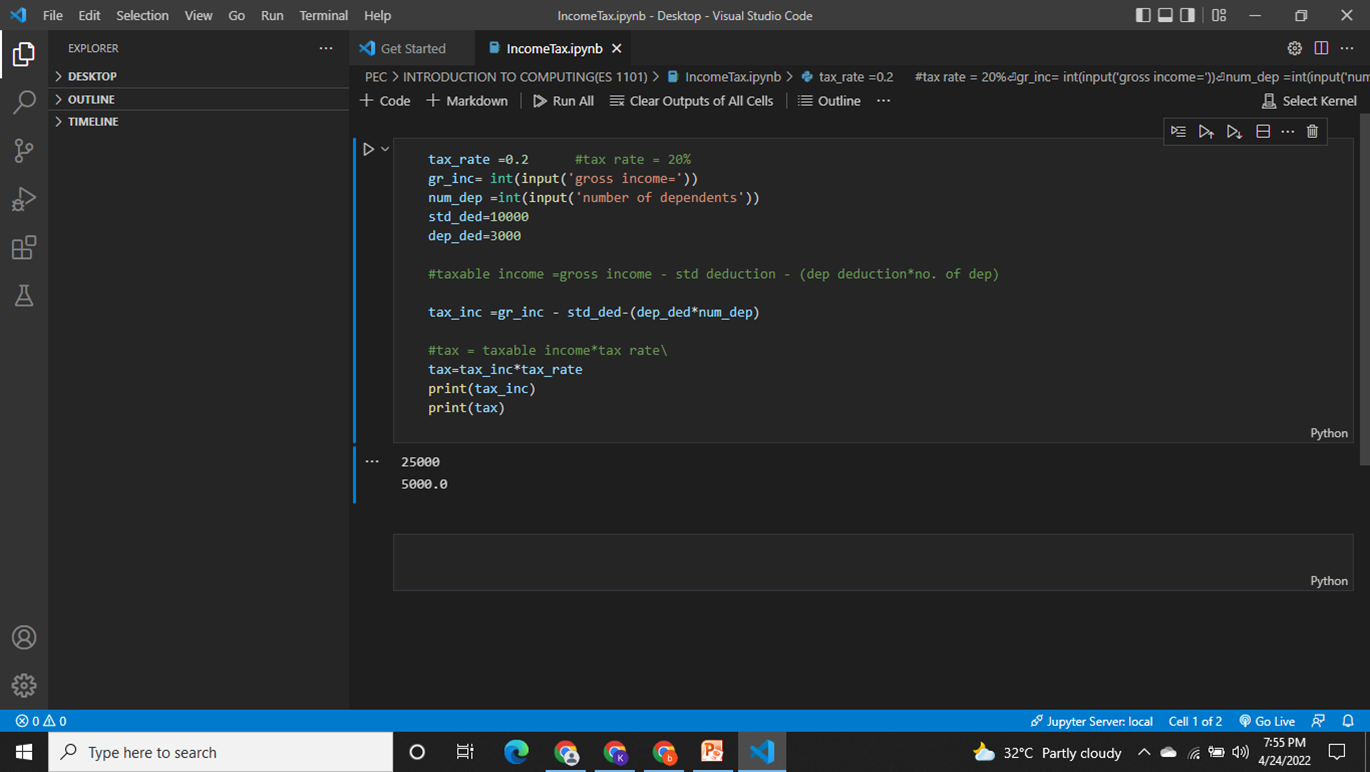 File Edit Selection View Go Run Terminal Help IncomeTax.ipynb - Desktop - Visual Studio Code
EXPLORER ··· Get Started IncomeTax.ipynb
DESKTOP
OUTLINE
TIMELINE
PEC > INTRODUCTION TO COMPUTING(ES 1101) > IncomeTax.ipynb > tax_rate =0.2 #tax rate = 20%⏎gr_inc= int(input('gross income='))⏎num_dep =int(input('num
+ Code + Markdown Run All Clear Outputs of All Cells Outline ··· Select Kernel
tax_rate =0.2 #tax rate = 20%
gr_inc= int(input('gross income='))
num_dep =int(input('number of dependents'))
std_ded=10000
dep_ded=3000
#taxable income =gross income - std deduction - (dep deduction*no. of dep)
tax_inc =gr_inc - std_ded-(dep_ded*num_dep)
#tax = taxable income*tax rate\
tax=tax_inc*tax_rate
print(tax_inc)
print(tax)
Python
25000
5000.0
Python
0 0 Jupyter Server: local Cell 1 of 2 Go Live
Type here to search K b 32°C Partly cloudy 7:55 PM
4/24/2022